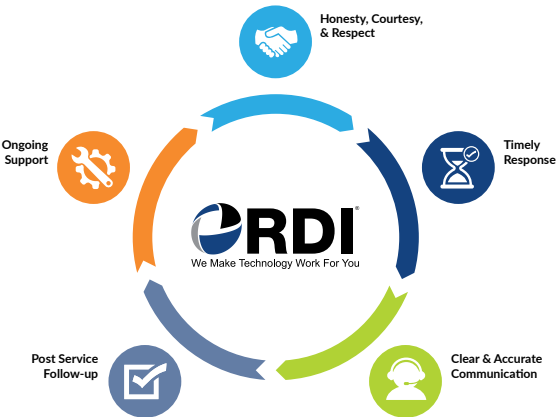 Honesty, Courtesy,
& Respect
Ongoing
Support
Timely
Response
RDI®
We Make Technology Work For You
Post Service
Follow-up
Clear & Accurate
Communication